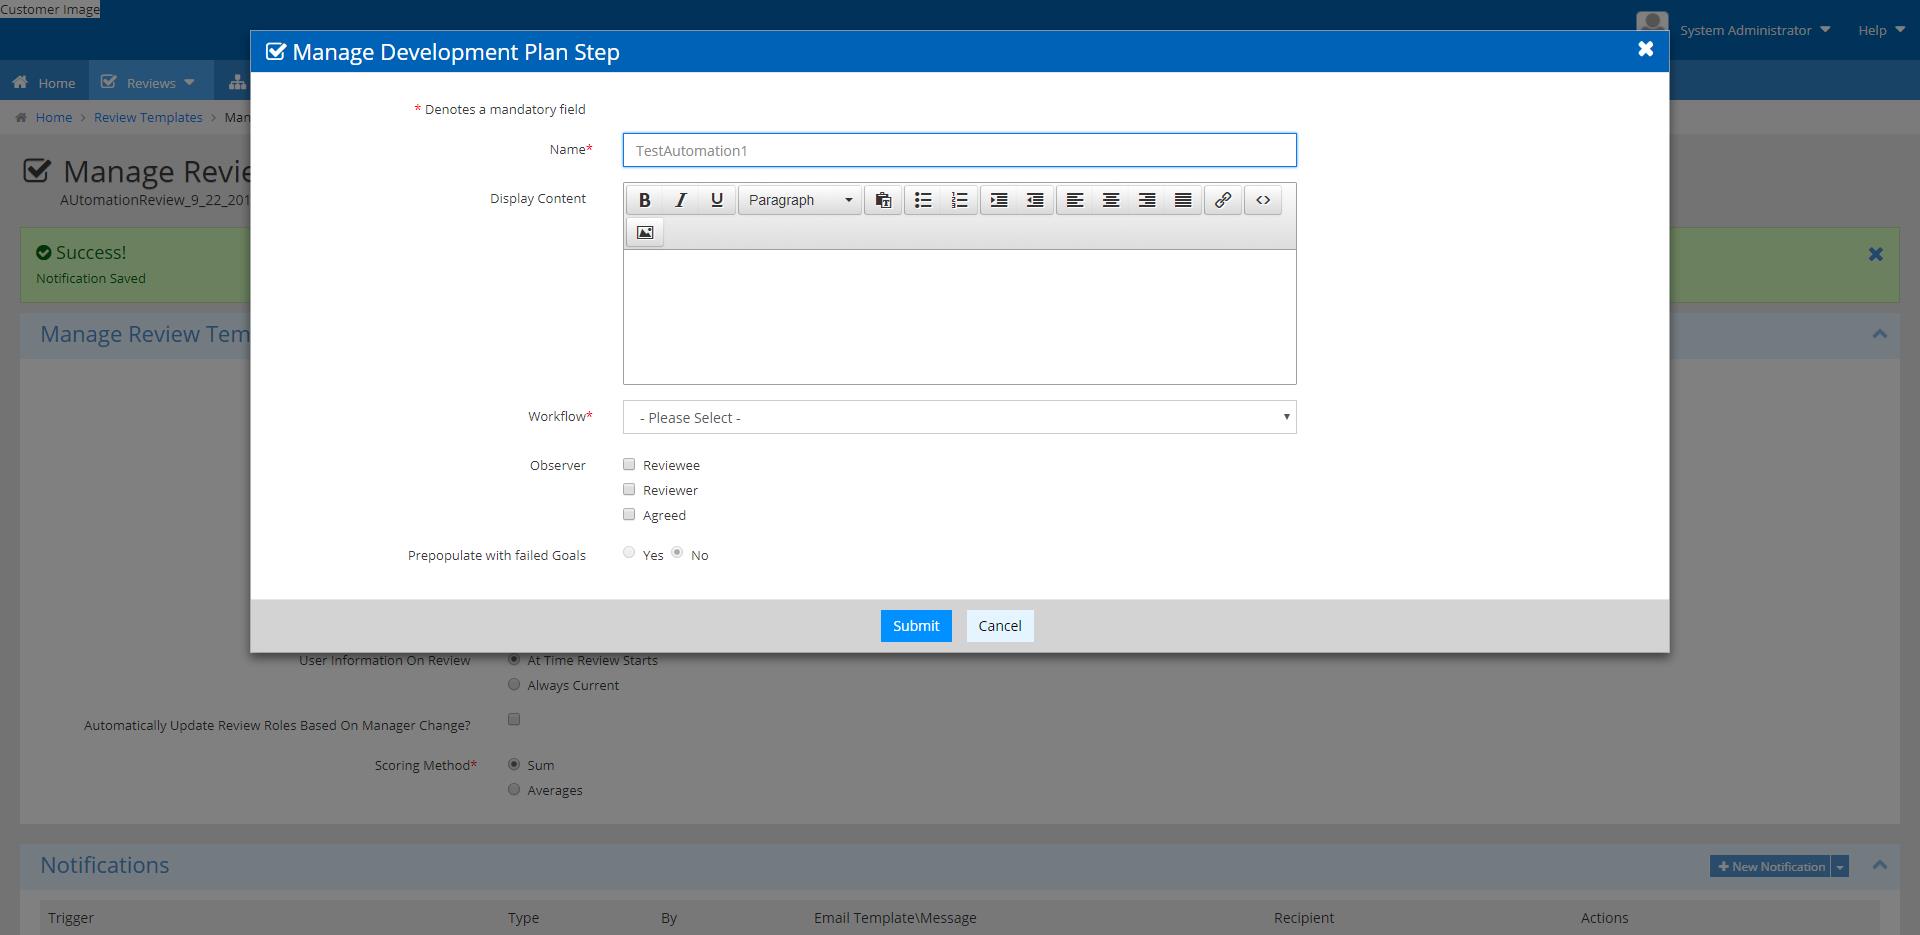 Customer Image
System Administrator
Help
Home
Reviews
Home > Review Templates > Man
Manage Revie
AUtomationReview_9_22_201
Success!
Notification Saved
Manage Review Tem
Manage Development Plan Step
* Denotes a mandatory field
Name*
TestAutomation1
Display Content
B I U Paragraph
Workflow*
- Please Select -
Observer
Reviewee
Reviewer
Agreed
Prepopulate with failed Goals
Yes No
Submit Cancel
User Information On Review
At Time Review Starts
Always Current
Automatically Update Review Roles Based On Manager Change?
Scoring Method*
Sum
Averages
Notifications
New Notification
Trigger Type By Email Template\Message Recipient Actions